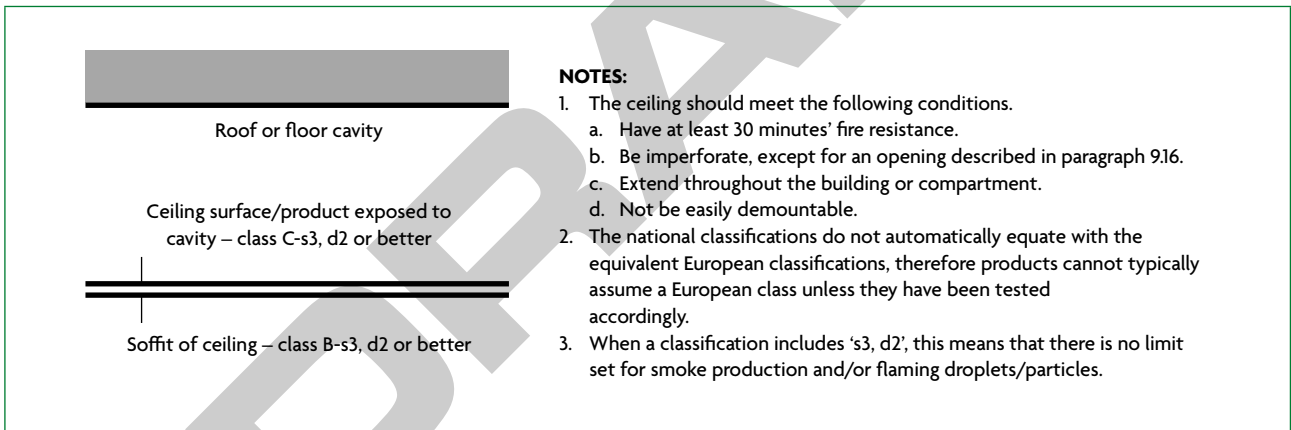 Roof or floor cavity
Ceiling surface/product exposed to
cavity – class C-s3, d2 or better
Soffit of ceiling – class B-s3, d2 or better
NOTES:
1. The ceiling should meet the following conditions.
a. Have at least 30 minutes’ fire resistance.
b. Be imperforate, except for an opening described in paragraph 9.16.
c. Extend throughout the building or compartment.
d. Not be easily demountable.
2. The national classifications do not automatically equate with the
equivalent European classifications, therefore products cannot typically
assume a European class unless they have been tested
accordingly.
3. When a classification includes ‘s3, d2’, this means that there is no limit
set for smoke production and/or flaming droplets/particles.
DRA